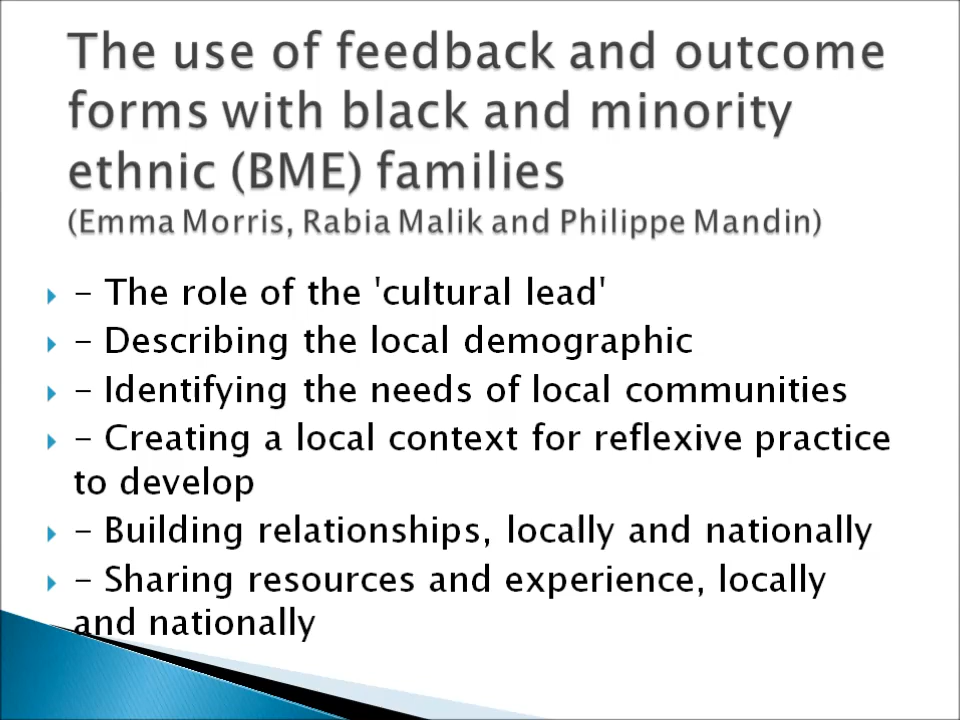 The use of feedback and outcome
forms with black and minority
ethnic (BME) families
(Emma Morris, Rabia Malik and Philippe Mandin)
– The role of the 'cultural lead'
– Describing the local demographic
– Identifying the needs of local communities
– Creating a local context for reflexive practice
to develop
– Building relationships, locally and nationally
– Sharing resources and experience, locally
and nationally